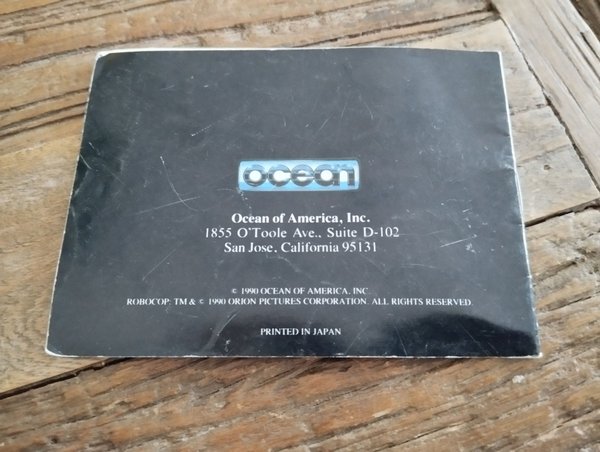 ocean
Ocean of America, Inc.
1855 O'Toole Ave., Suite D-102
San Jose, California 95131
© 1990 OCEAN OF AMERICA, INC.
ROBOCOP: TM & © 1990 ORION PICTURES CORPORATION. ALL RIGHTS RESERVED.
PRINTED IN JAPAN